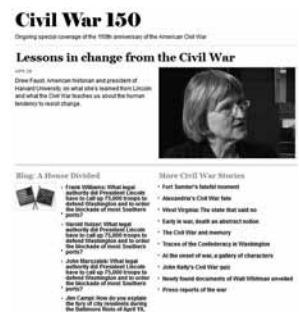 Civil War 150
Ongoing special coverage of the 150th anniversary of the American Civil War
Lessons in change from the Civil War
Drew Faust, American historian and president of
Harvard University, on what she's learned from Lincoln
and what the Civil War teaches us about the human
tendency to resist change.
Blog: A House Divided
Frank Williams: What legal
authority did President Lincoln
have to call up 75,000 troops to
defend Washington and to order
the blockade of most Southern
ports?
Harold Holzer: What legal
authority did President Lincoln
have to call up 75,000 troops to
defend Washington and to order
the blockade of most Southern
ports?
John Marszalek: What legal
authority did President Lincoln
have to call up 75,000 troops to
defend Washington and to order
the blockade of most Southern
ports?
Jim Campi: How do you explain
the fury of city residents during
the Baltimore Riots of April 19,
More Civil War Stories
Fort Sumter's fateful moment
Alexandria's Civil War fate
West Virginia: The state that said no
Early in war, death an abstract notion
The Civil War and memory
Traces of the Confederacy in Washington
At the onset of war, a gallery of characters
John Kelly's Civil War quiz
Newly found documents of Walt Whitman unveiled
Press reports of the war